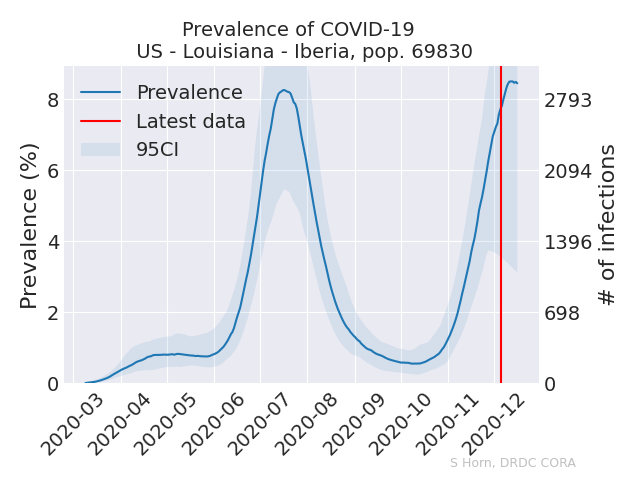 Prevalence of COVID-19
US - Louisiana - Iberia, pop. 69830
Prevalence
Latest data
95CI
Prevalence (%)
8
6
4
2
0
2793
2094
1396
698
0
# of infections
2020-03
2020-04
2020-05
2020-06
2020-07
2020-08
2020-09
2020-10
2020-11
2020-12
S Horn, DRDC CORA